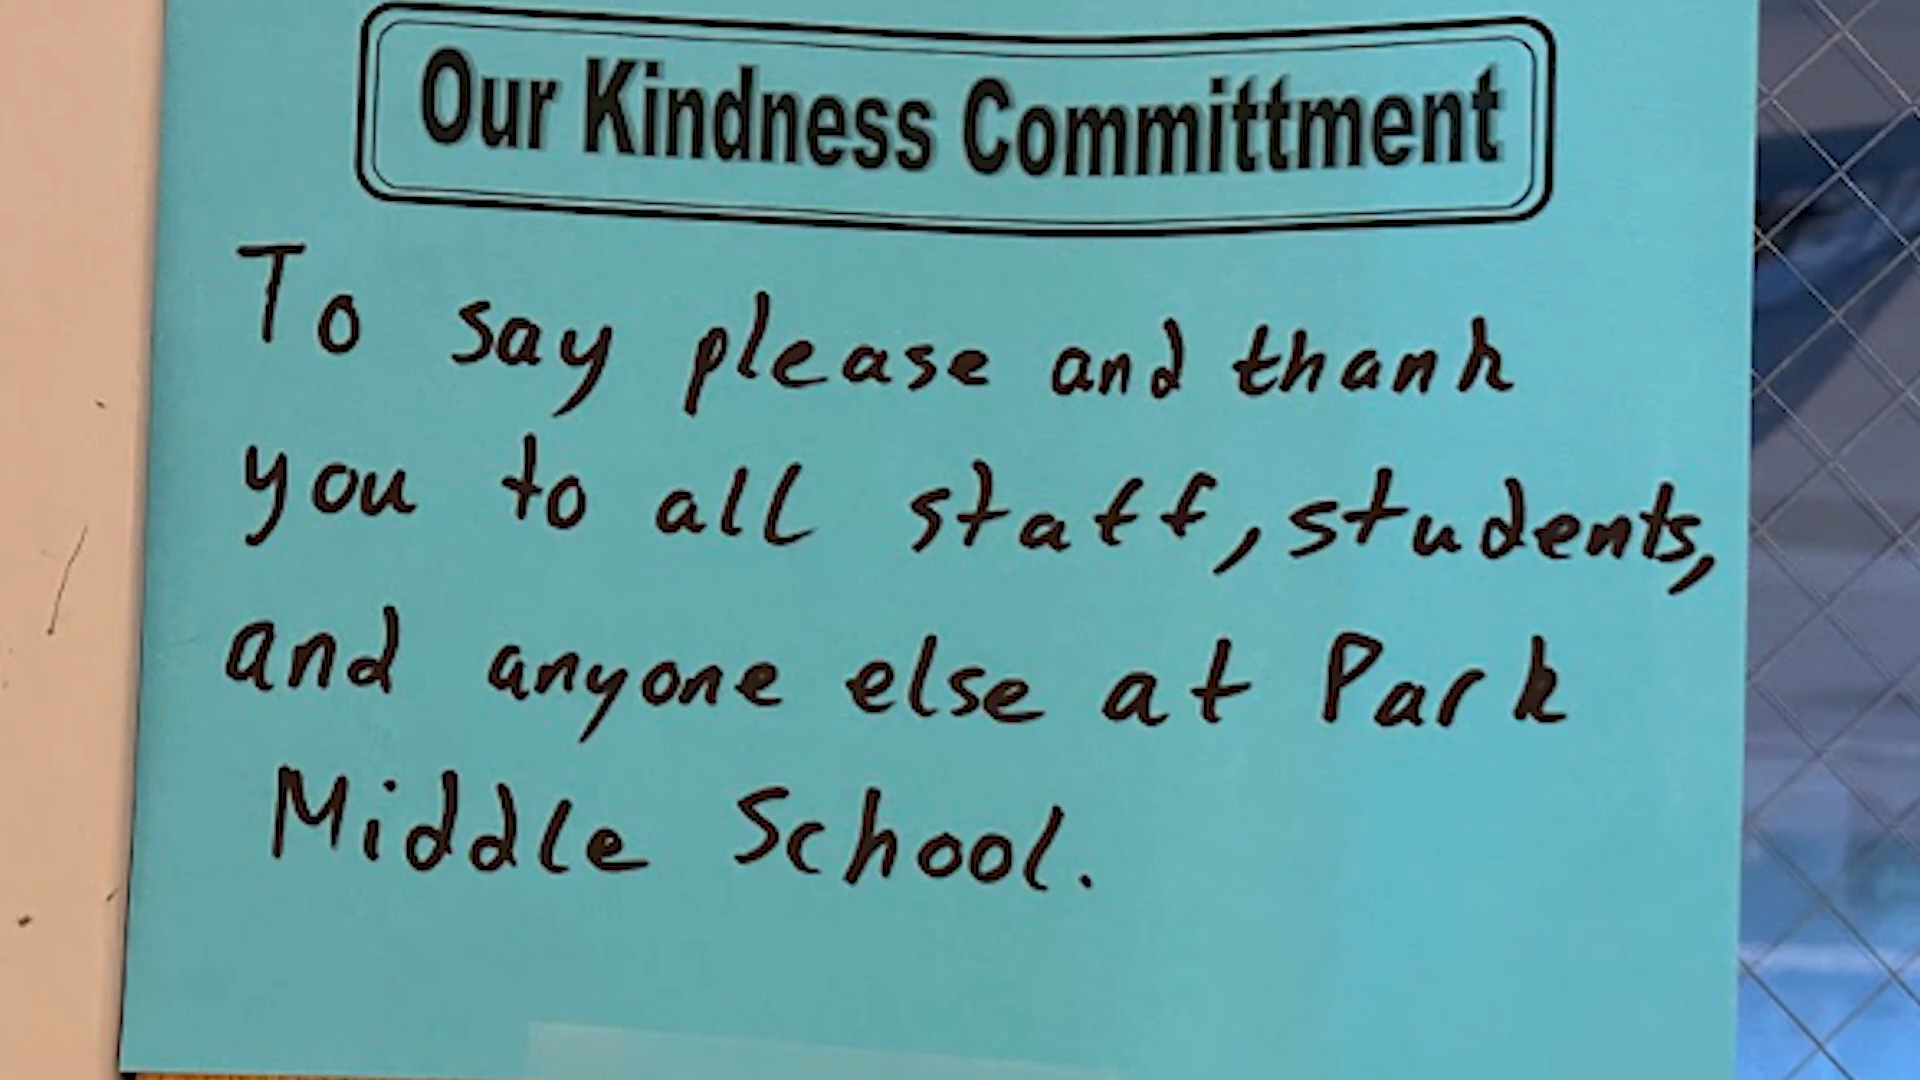 Our Kindness Committment
To say please and thank
you to all staff, students,
and anyone else at Park
Middle School.